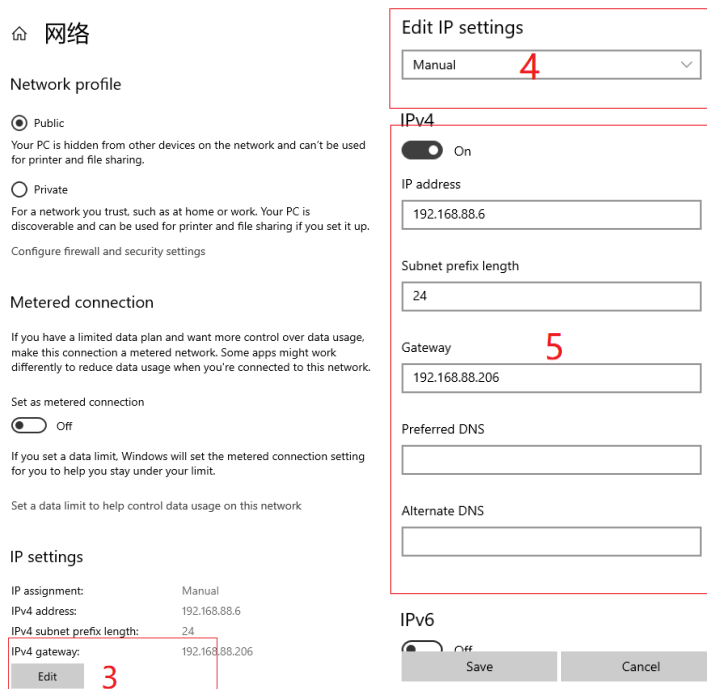 网络
Network profile
Public
Your PC is hidden from other devices on the network and can't be used
for printer and file sharing.
Private
For a network you trust, such as at home or work. Your PC is
discoverable and can be used for printer and file sharing if you set it up.
Configure firewall and security settings
Metered connection
If you have a limited data plan and want more control over data usage,
make this connection a metered network. Some apps might work
differently to reduce data usage when you're connected to this network.
Set as metered connection
Off
If you set a data limit, Windows will set the metered connection setting
for you to help you stay under your limit.
Set a data limit to help control data usage on this network
IP settings
IP assignment: Manual
IPv4 address: 192.168.88.6
IPv4 subnet prefix length: 24
IPv4 gateway: 192.168.88.206
Edit 3
Edit IP settings
Manual 4
IPv4
On
IP address
192.168.88.6
Subnet prefix length
24
Gateway 5
192.168.88.206
Preferred DNS
Alternate DNS
IPv6
Off
Save Cancel